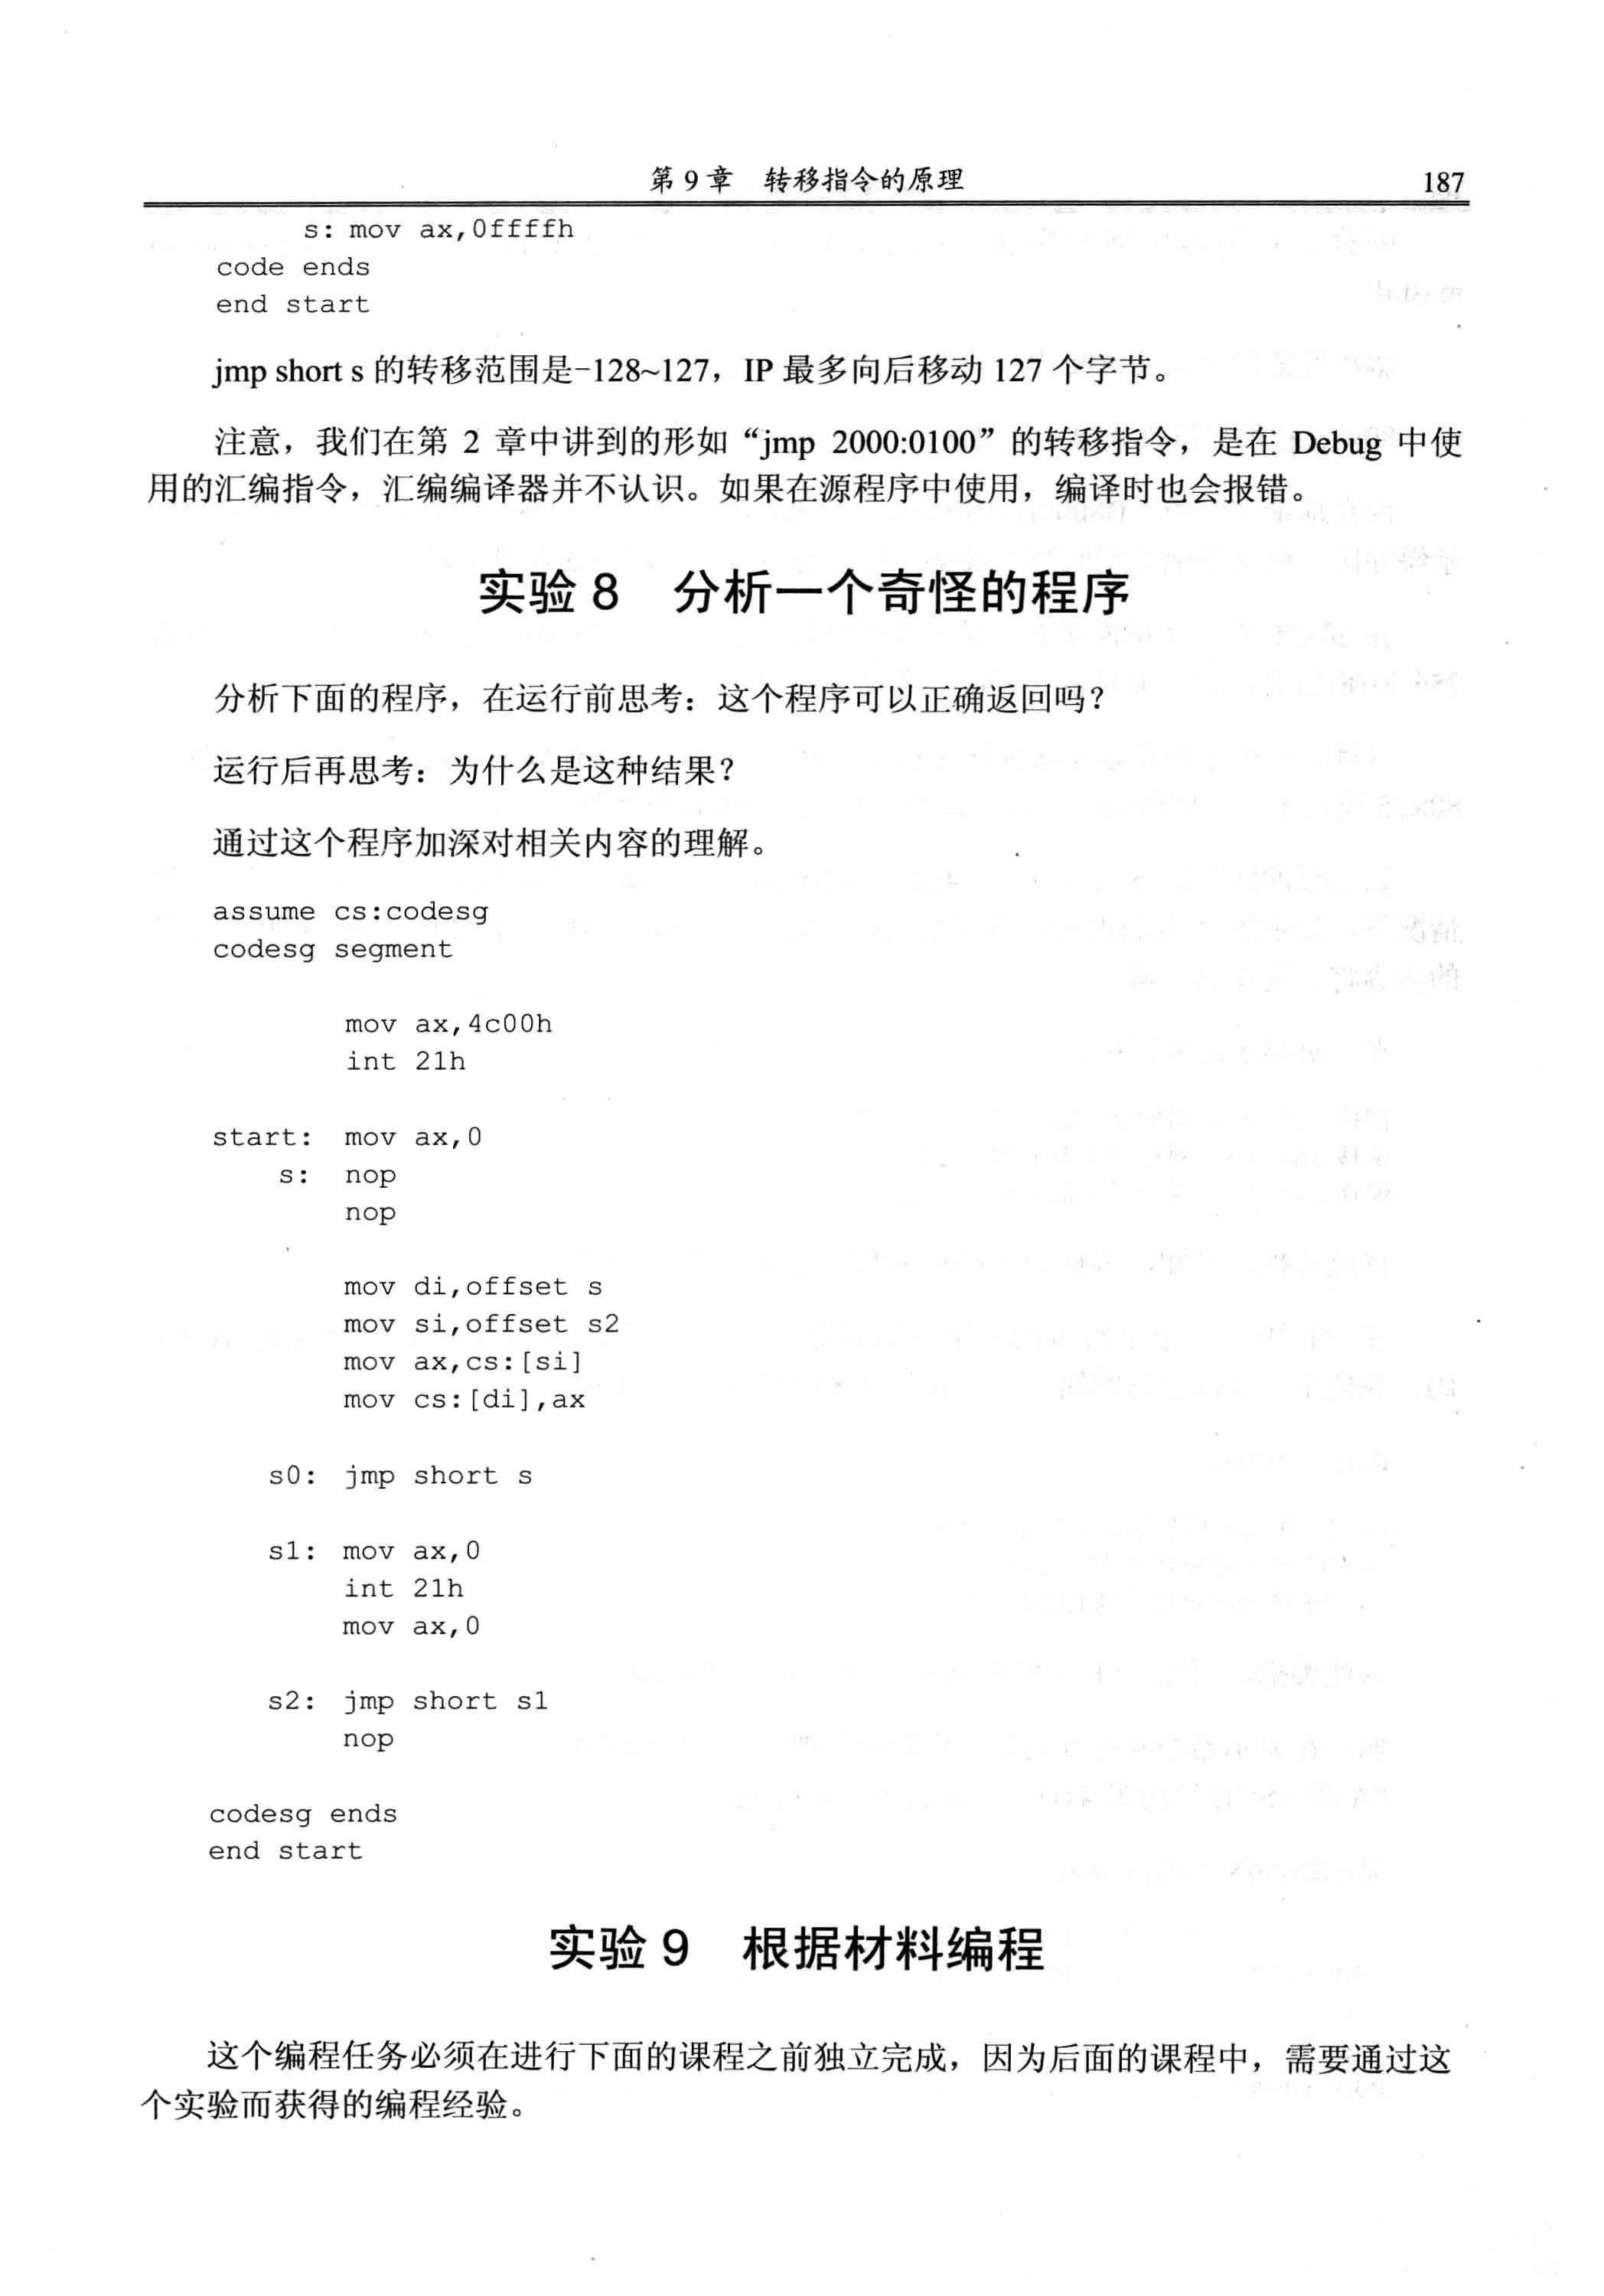 第 9 章 转移指令的原理 187
s: mov ax,0ffffh
code ends
end start
jmp short s 的转移范围是-128~127，IP 最多向后移动 127 个字节。
注意，我们在第 2 章中讲到的形如“jmp 2000:0100”的转移指令，是在 Debug 中使
用的汇编指令，汇编编译器并不认识。如果在源程序中使用，编译时也会报错。
实验 8 分析一个奇怪的程序
分析下面的程序，在运行前思考：这个程序可以正确返回吗？
运行后再思考：为什么是这种结果？
通过这个程序加深对相关内容的理解。
assume cs:codesg
codesg segment
mov ax,4c00h
int 21h
start: mov ax,0
s: nop
nop
mov di,offset s
mov si,offset s2
mov ax,cs:[si]
mov cs:[di],ax
s0: jmp short s
s1: mov ax,0
int 21h
mov ax,0
s2: jmp short s1
nop
codesg ends
end start
实验 9 根据材料编程
这个编程任务必须在进行下面的课程之前独立完成，因为后面的课程中，需要通过这
个实验而获得的编程经验。